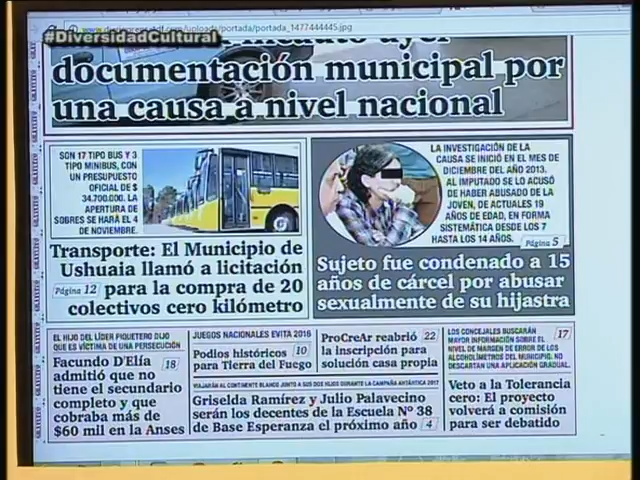 portada/portada_1477444445.jpg
#DiversidadCultural
ayer
documentación municipal por
una causa a nivel nacional
SON 17 TIPO BUS Y 3
TIPO MINIBUS, CON
UN PRESUPUESTO
OFICIAL DE $
34.700.000. LA
APERTURA DE
SOBRES SE HARÁ EL 4
DE NOVIEMBRE.
Transporte: El Municipio de
Ushuaia llamó a licitación
Página 12 para la compra de 20
colectivos cero kilómetro
LA INVESTIGACIÓN DE LA
CAUSA SE INICIÓ EN EL MES DE
DICIEMBRE DEL AÑO 2013.
AL IMPUTADO SE LO ACUSÓ
DE HABER ABUSADO DE LA
JOVEN, DE ACTUALES 19
AÑOS DE EDAD, EN FORMA
SISTEMÁTICA DESDE LOS 7
HASTA LOS 14 AÑOS.
Página 5
Sujeto fue condenado a 15
años de cárcel por abusar
sexualmente de su hijastra
EL HIJO DEL LÍDER PIQUETERO DIJO
QUE ES VÍCTIMA DE UNA PERSECUCIÓN
Facundo D'Elía 18
admitió que no
tiene el secundario
completo y que
cobraba más de
$60 mil en la Anses
JUEGOS NACIONALES EVITA 2016
Podios históricos 10
para Tierra del Fuego
ProCreAr reabrió 22
la inscripción para
solución casa propia
VIAJARÁN AL CONTINENTE BLANCO JUNTO A SUS DOS HIJOS DURANTE LA CAMPAÑA ANTÁRTICA 2017
Griselda Ramírez y Julio Palavecino
serán los decentes de la Escuela Nº 38
de Base Esperanza el próximo año 4
LOS CONCEJALES BUSCARÁN 17
MAYOR INFORMACIÓN SOBRE EL
NIVEL DE MARGEN DE ERROR DE LOS
ALCOHOLÍMETROS DEL MUNICIPIO. NO
DESCARTAN UNA APLICACIÓN GRADUAL.
Veto a la Tolerancia
cero: El proyecto
volverá a comisión
para ser debatido